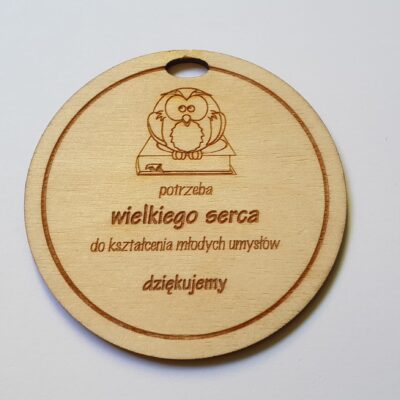 potrzeba
wielkiego serca
do kształcenia młodych umysłów
dziękujemy